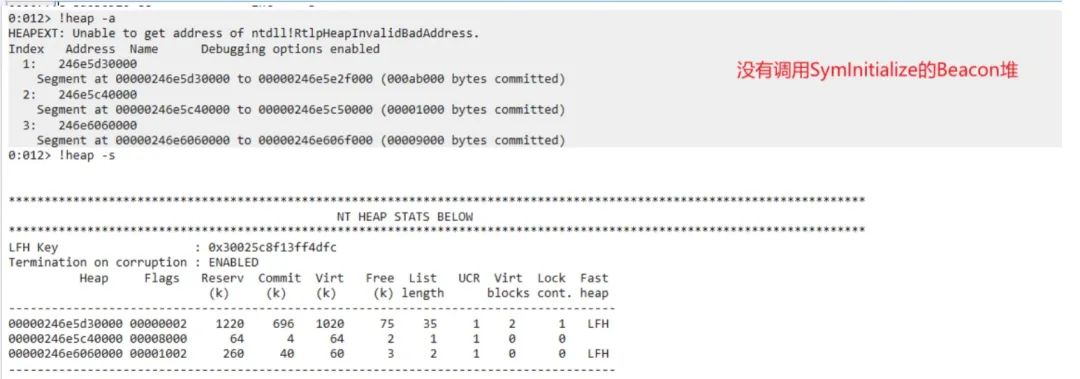 0:012> !heap -a
HEAPEXT: Unable to get address of ntdll!RtlpHeapInvalidBadAddress.
Index   Address  Name      Debugging options enabled
  1:   246e5d30000
    Segment at 00000246e5d30000 to 00000246e5e2f000 (000ab000 bytes committed)
没有调用SymInitialize的Beacon堆
  2:   246e5c40000
    Segment at 00000246e5c40000 to 00000246e5c50000 (00001000 bytes committed)
  3:   246e6060000
    Segment at 00000246e6060000 to 00000246e606f000 (00009000 bytes committed)
0:012> !heap -s
************************************************************************************************************************
NT HEAP STATS BELOW
************************************************************************************************************************
LFH Key                   : 0x30025c8f13ff4dfc
Termination on corruption : ENABLED
          Heap     Flags   Reserv  Commit  Virt   Free  List   UCR  Virt  Lock  Fast
                            (k)     (k)    (k)     (k) length      blocks cont. heap
-------------------------------------------------------------------------------------
00000246e5d30000 00000002    1220    696   1020     75    35     1    2      1   LFH
00000246e5c40000 00008000      64      4     64      2     1     1    0      0
00000246e6060000 00001002     260     40     60      3     2     1    0      0   LFH
-------------------------------------------------------------------------------------